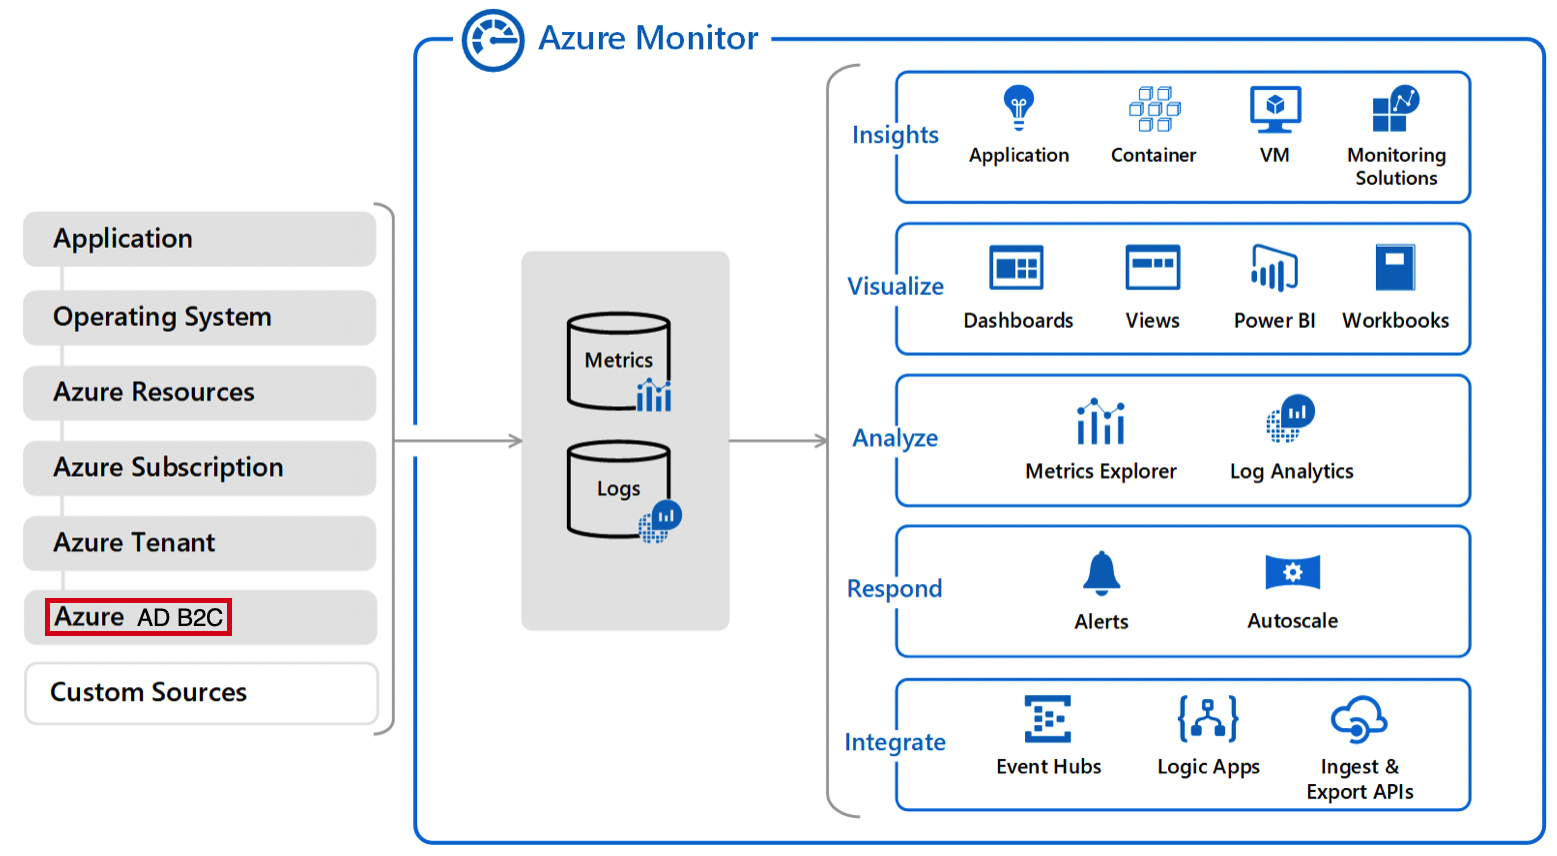 Azure Monitor
Application
Operating System
Azure Resources
Azure Subscription
Azure Tenant
Azure AD B2C
Custom Sources
Metrics
Logs
Insights
Application
Container
VM
Monitoring
Solutions
Visualize
Dashboards
Views
Power BI
Workbooks
Analyze
Metrics Explorer
Log Analytics
Respond
Alerts
Autoscale
Integrate
Event Hubs
Logic Apps
Ingest &
Export APIs